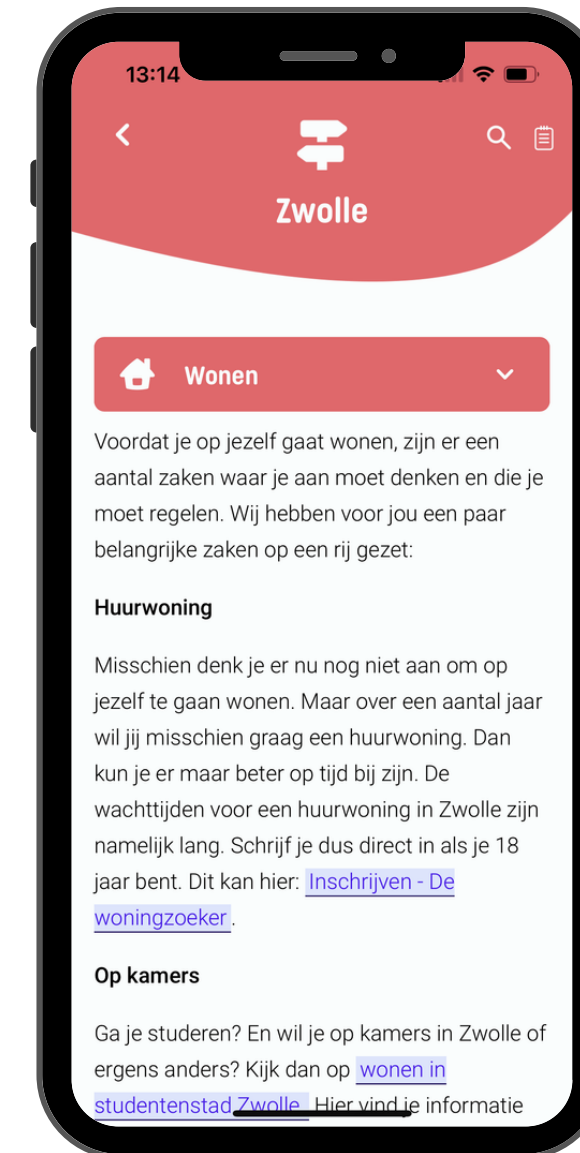 13:14
Zwolle
Wonen
Voordat je op jezelf gaat wonen, zijn er een
aantal zaken waar je aan moet denken en die je
moet regelen. Wij hebben voor jou een paar
belangrijke zaken op een rij gezet:
Huurwoning
Misschien denk je er nu nog niet aan om op
jezelf te gaan wonen. Maar over een aantal jaar
wil jij misschien graag een huurwoning. Dan
kun je er maar beter op tijd bij zijn. De
wachttijden voor een huurwoning in Zwolle zijn
namelijk lang. Schrijf je dus direct in als je 18
jaar bent. Dit kan hier: Inschrijven - De
woningzoeker.
Op kamers
Ga je studeren? En wil je op kamers in Zwolle of
ergens anders? Kijk dan op wonen in
studentenstad Zwolle. Hier vind je informatie